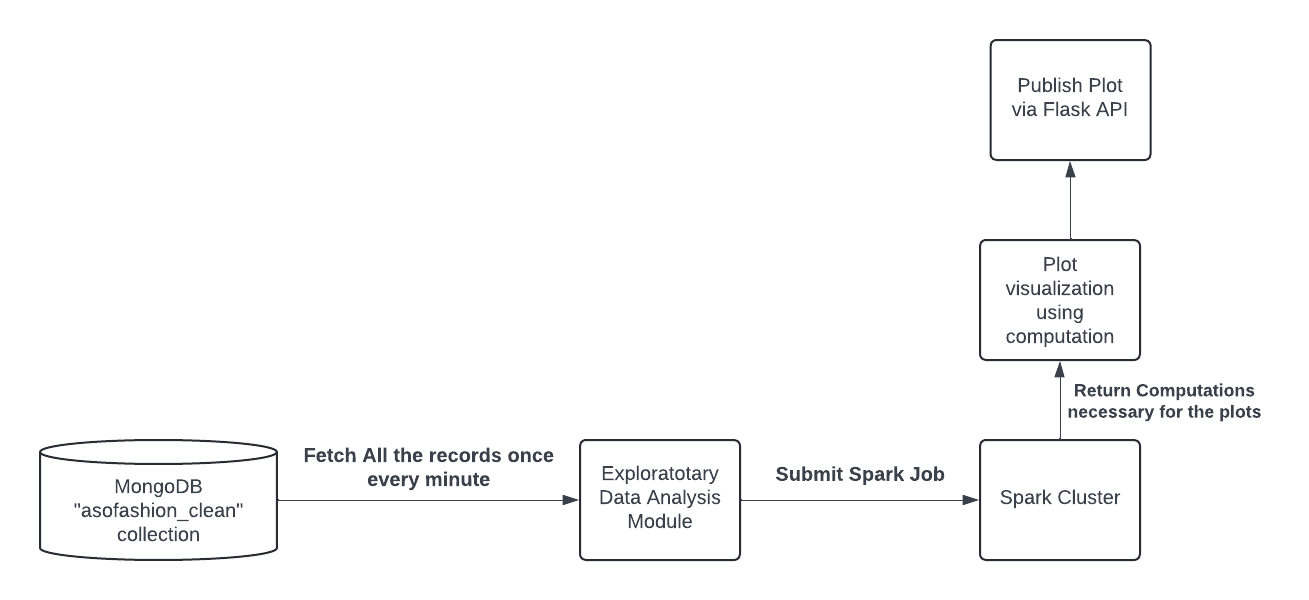 Publish Plot
via Flask API
Plot
visualization
using
computation
Return Computations
necessary for the plots
MongoDB
"asofashion_clean"
collection
Fetch All the records once
every minute
Exploratotary
Data Analysis
Module
Submit Spark Job
Spark Cluster